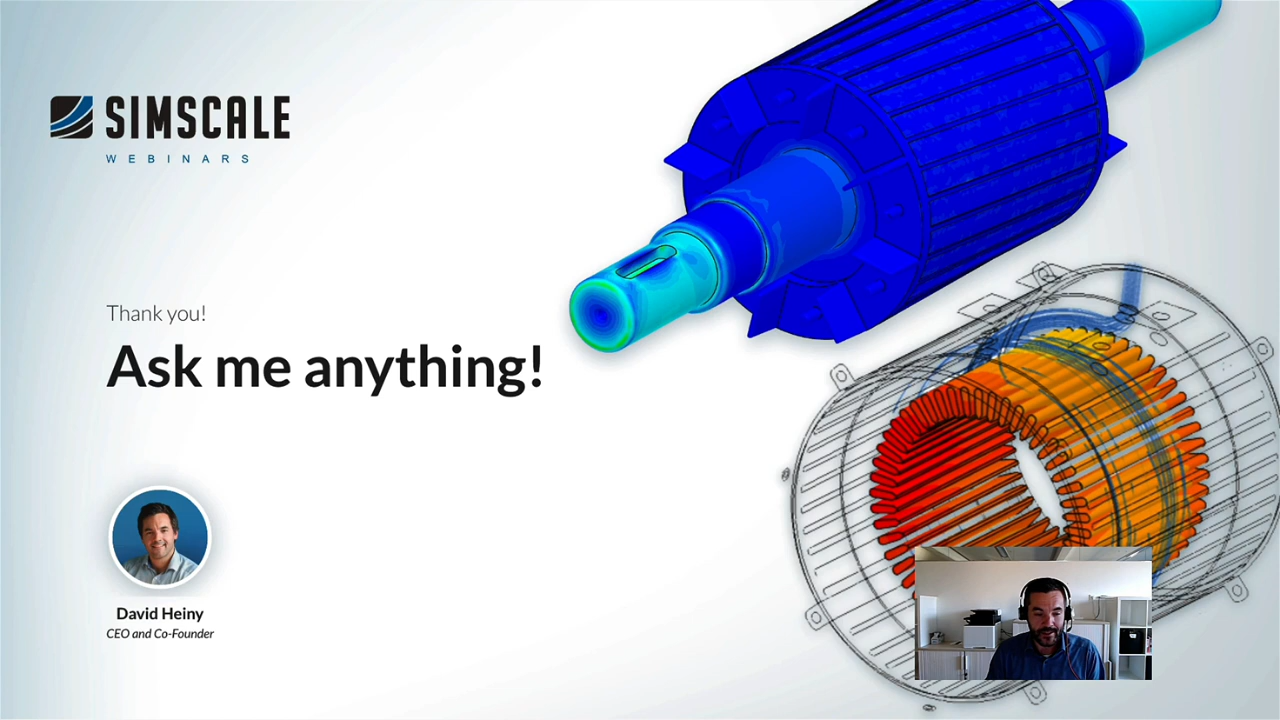 SIMSCALE
WEBINARS
Thank you!
Ask me anything!
David Heiny
CEO and Co-Founder